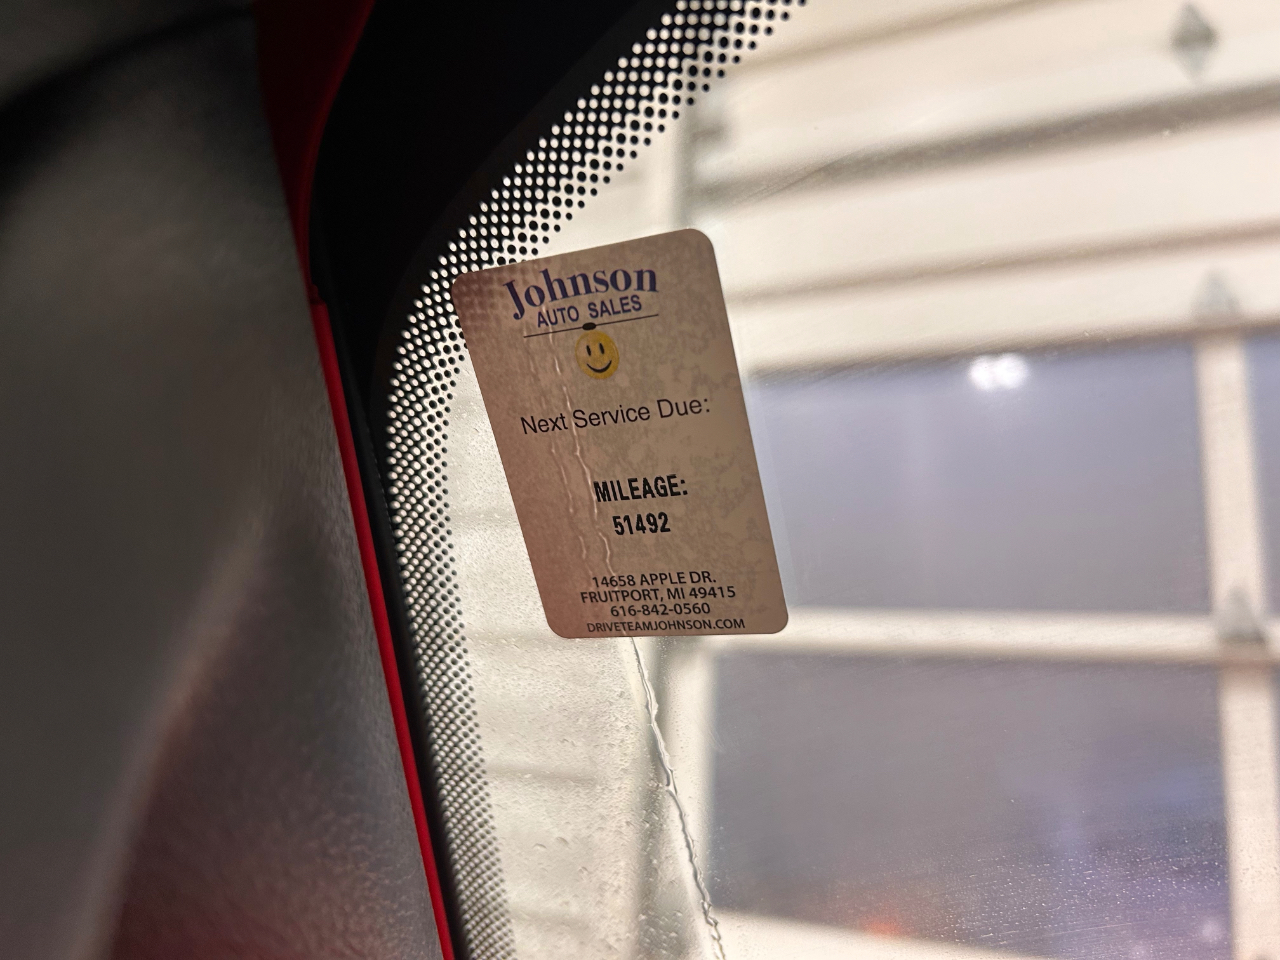 Johnson
AUTO SALES
Next Service Due:
MILEAGE:
51492
14658 APPLE DR.
FRUITPORT, MI 49415
616-842-0560
DRIVETEAMJOHNSON.COM